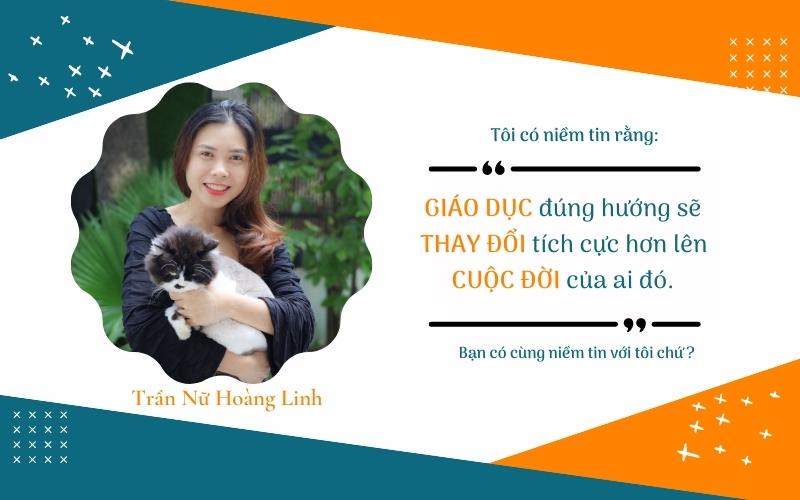 Tôi có niềm tin rằng:
GIÁO DỤC đúng hướng sẽ
THAY ĐỔI tích cực hơn lên
CUỘC ĐỜI của ai đó.
Bạn có cùng niềm tin với tôi chứ?
Trần Nữ Hoàng Linh